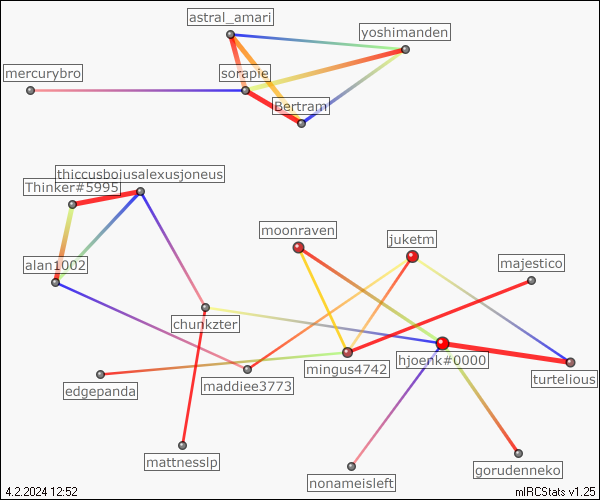 astral_amari
yoshimanden
mercurybro
sorapie
Bertram
thiccusbojusalexusjoneus
Thinker#5995
moonraven
juketm
alan1002
majestico
chunkzter
hjoenk#0000
mingus4742
turtelious
maddiee3773
edgepanda
mattnesslp
gorudenneko
nonameisleft
4.2.2024 12:52
mIRCStats v1.25